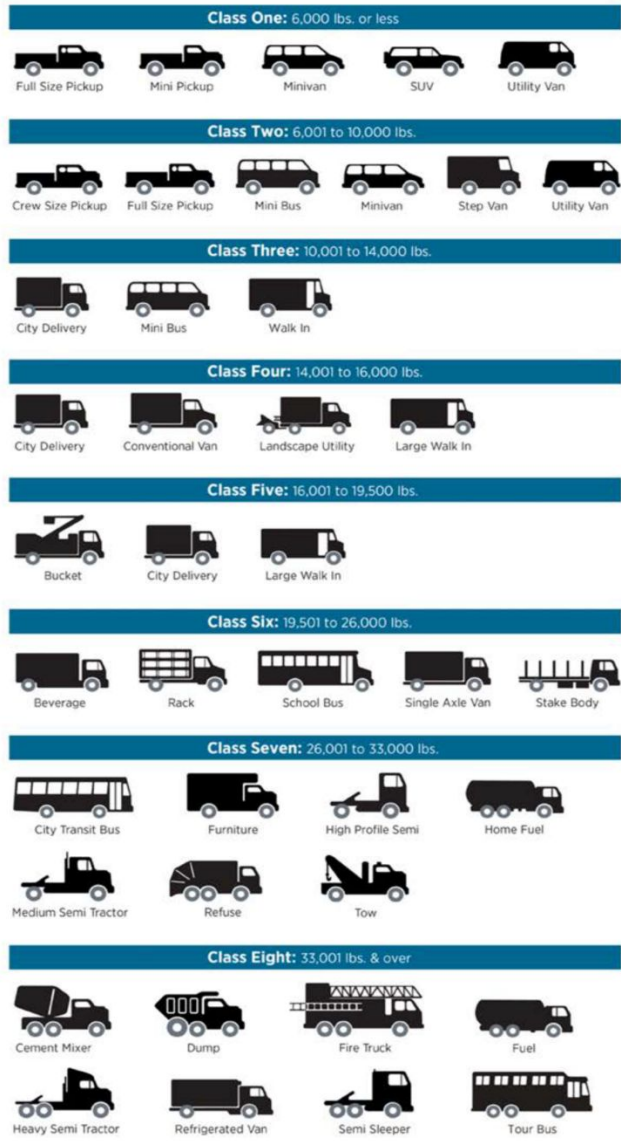 Class One: 6,000 lbs. or less
Full Size Pickup Mini Pickup Minivan SUV Utility Van
Class Two: 6,001 to 10,000 lbs.
Crew Size Pickup Full Size Pickup Mini Bus Minivan Step Van Utility Van
Class Three: 10,001 to 14,000 lbs.
City Delivery Mini Bus Walk In
Class Four: 14,001 to 16,000 lbs.
City Delivery Conventional Van Landscape Utility Large Walk In
Class Five: 16,001 to 19,500 lbs.
Bucket City Delivery Large Walk In
Class Six: 19,501 to 26,000 lbs.
Beverage Rack School Bus Single Axle Van Stake Body
Class Seven: 26,001 to 33,000 lbs.
City Transit Bus Furniture High Profile Semi Home Fuel
Medium Semi Tractor Refuse Tow
Class Eight: 33,001 lbs. & over
Cement Mixer Dump Fire Truck Fuel
Heavy Semi Tractor Refrigerated Van Semi Sleeper Tour Bus